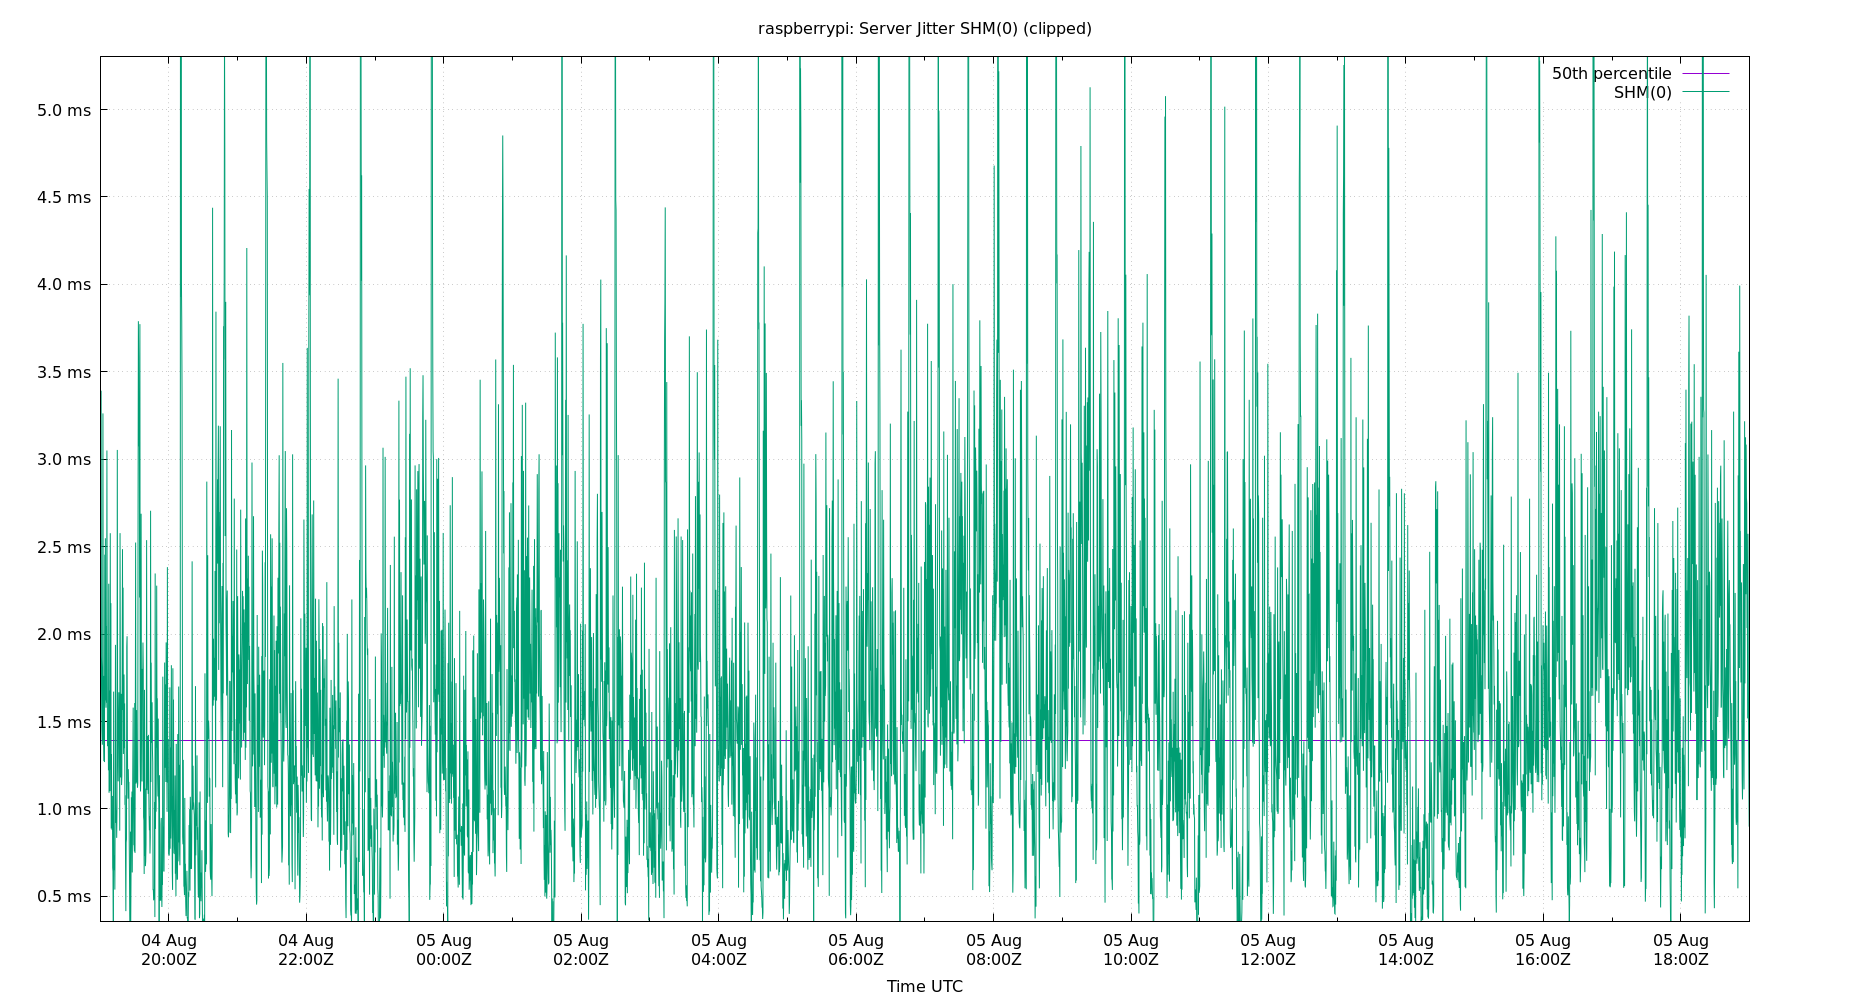 raspberrypi: Server Jitter SHM(0) (clipped)
50th percentile
SHM(0)
5.0 ms
4.5 ms
4.0 ms
3.5 ms
3.0 ms
2.5 ms
2.0 ms
1.5 ms
1.0 ms
0.5 ms
04 Aug 04 Aug 05 Aug 05 Aug 05 Aug 05 Aug 05 Aug 05 Aug 05 Aug 05 Aug 05 Aug 05 Aug
20:00Z 22:00Z 00:00Z 02:00Z 04:00Z 06:00Z 08:00Z 10:00Z 12:00Z 14:00Z 16:00Z 18:00Z
Time UTC